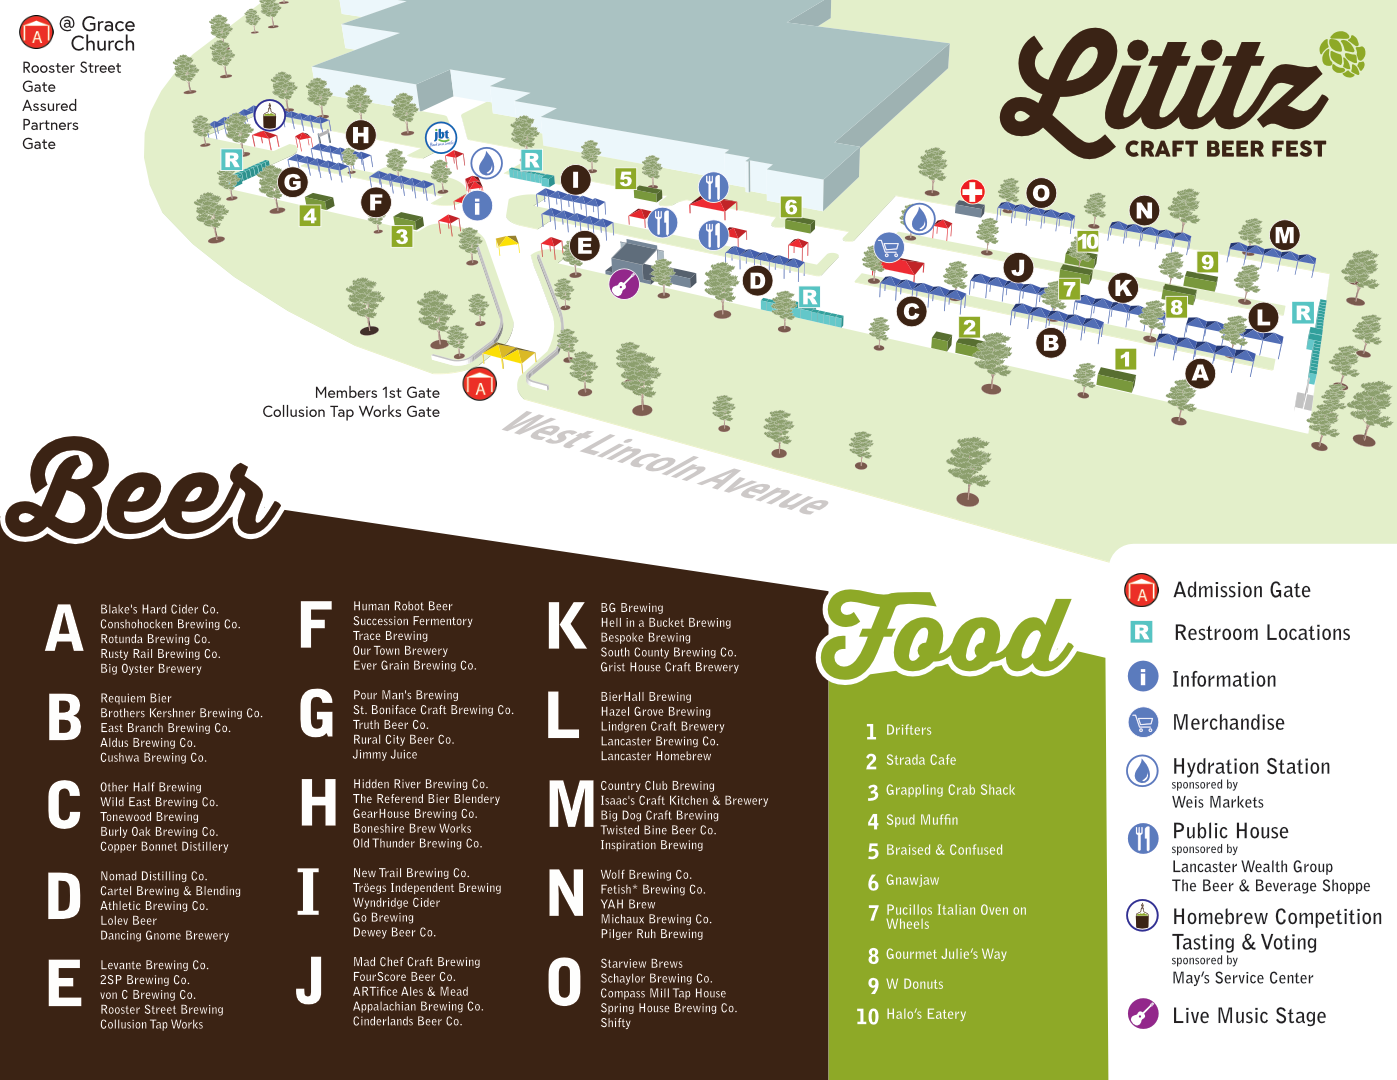 @ Grace
Church
Rooster Street
Gate
Assured
Partners
Gate
Lititz
CRAFT BEER FEST
A
jbt
H
R
G
4
F
3
i
R
I
5
6
E
D
R
O
N
M
10
9
J
7
K
8
L
R
C
2
B
1
A
A
Members 1st Gate
Collusion Tap Works Gate
West Lincoln Avenue
Beer
A
Blake's Hard Cider Co.
Conshohocken Brewing Co.
Rotunda Brewing Co.
Rusty Rail Brewing Co.
Big Oyster Brewery
B
Requiem Bier
Brothers Kershner Brewing Co.
East Branch Brewing Co.
Aldus Brewing Co.
Cushwa Brewing Co.
C
Other Half Brewing
Wild East Brewing Co.
Tonewood Brewing
Burly Oak Brewing Co.
Copper Bonnet Distillery
D
Nomad Distilling Co.
Cartel Brewing & Blending
Athletic Brewing Co.
Lolev Beer
Dancing Gnome Brewery
E
Levante Brewing Co.
2SP Brewing Co.
von C Brewing Co.
Rooster Street Brewing
Collusion Tap Works
F
Human Robot Beer
Succession Fermentory
Trace Brewing
Our Town Brewery
Ever Grain Brewing Co.
G
Pour Man's Brewing
St. Boniface Craft Brewing Co.
Truth Beer Co.
Rural City Beer Co.
Jimmy Juice
H
Hidden River Brewing Co.
The Referend Bier Blendery
GearHouse Brewing Co.
Boneshire Brew Works
Old Thunder Brewing Co.
I
New Trail Brewing Co.
Tröegs Independent Brewing
Wyndridge Cider
Go Brewing
Dewey Beer Co.
J
Mad Chef Craft Brewing
FourScore Beer Co.
ARTifice Ales & Mead
Appalachian Brewing Co.
Cinderlands Beer Co.
K
BG Brewing
Hell in a Bucket Brewing
Bespoke Brewing
South County Brewing Co.
Grist House Craft Brewery
L
BierHall Brewing
Hazel Grove Brewing
Lindgren Craft Brewery
Lancaster Brewing Co.
Lancaster Homebrew
M
Country Club Brewing
Isaac's Craft Kitchen & Brewery
Big Dog Craft Brewing
Twisted Bine Beer Co.
Inspiration Brewing
N
Wolf Brewing Co.
Fetish* Brewing Co.
YAH Brew
Michaux Brewing Co.
Pilger Ruh Brewing
O
Starview Brews
Schaylor Brewing Co.
Compass Mill Tap House
Spring House Brewing Co.
Shifty
Food
1 Drifters
2 Strada Cafe
3 Grappling Crab Shack
4 Spud Muffin
5 Braised & Confused
6 Gnawjaw
7 Pucillos Italian Oven on
Wheels
8 Gourmet Julie's Way
9 W Donuts
10 Halo's Eatery
A Admission Gate
R Restroom Locations
i Information
Merchandise
Hydration Station
sponsored by
Weis Markets
Public House
sponsored by
Lancaster Wealth Group
The Beer & Beverage Shoppe
Homebrew Competition
Tasting & Voting
sponsored by
May's Service Center
Live Music Stage